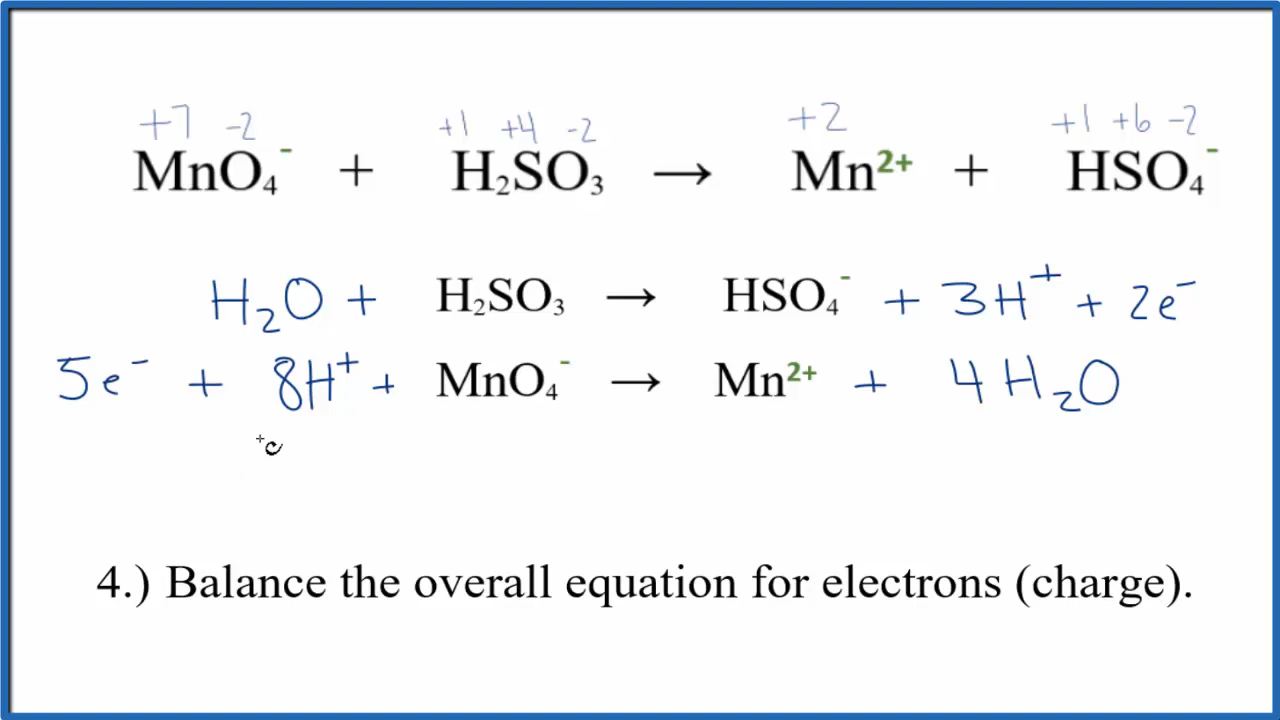 +7 -2 +1 +4 -2 +2 +1 +6 -2
MnO₄⁻ + H₂SO₃ → Mn²⁺ + HSO₄⁻
H₂O + H₂SO₃ → HSO₄⁻ + 3H⁺ + 2e⁻
5e⁻ + 8H⁺ + MnO₄⁻ → Mn²⁺ + 4H₂O
4.) Balance the overall equation for electrons (charge).